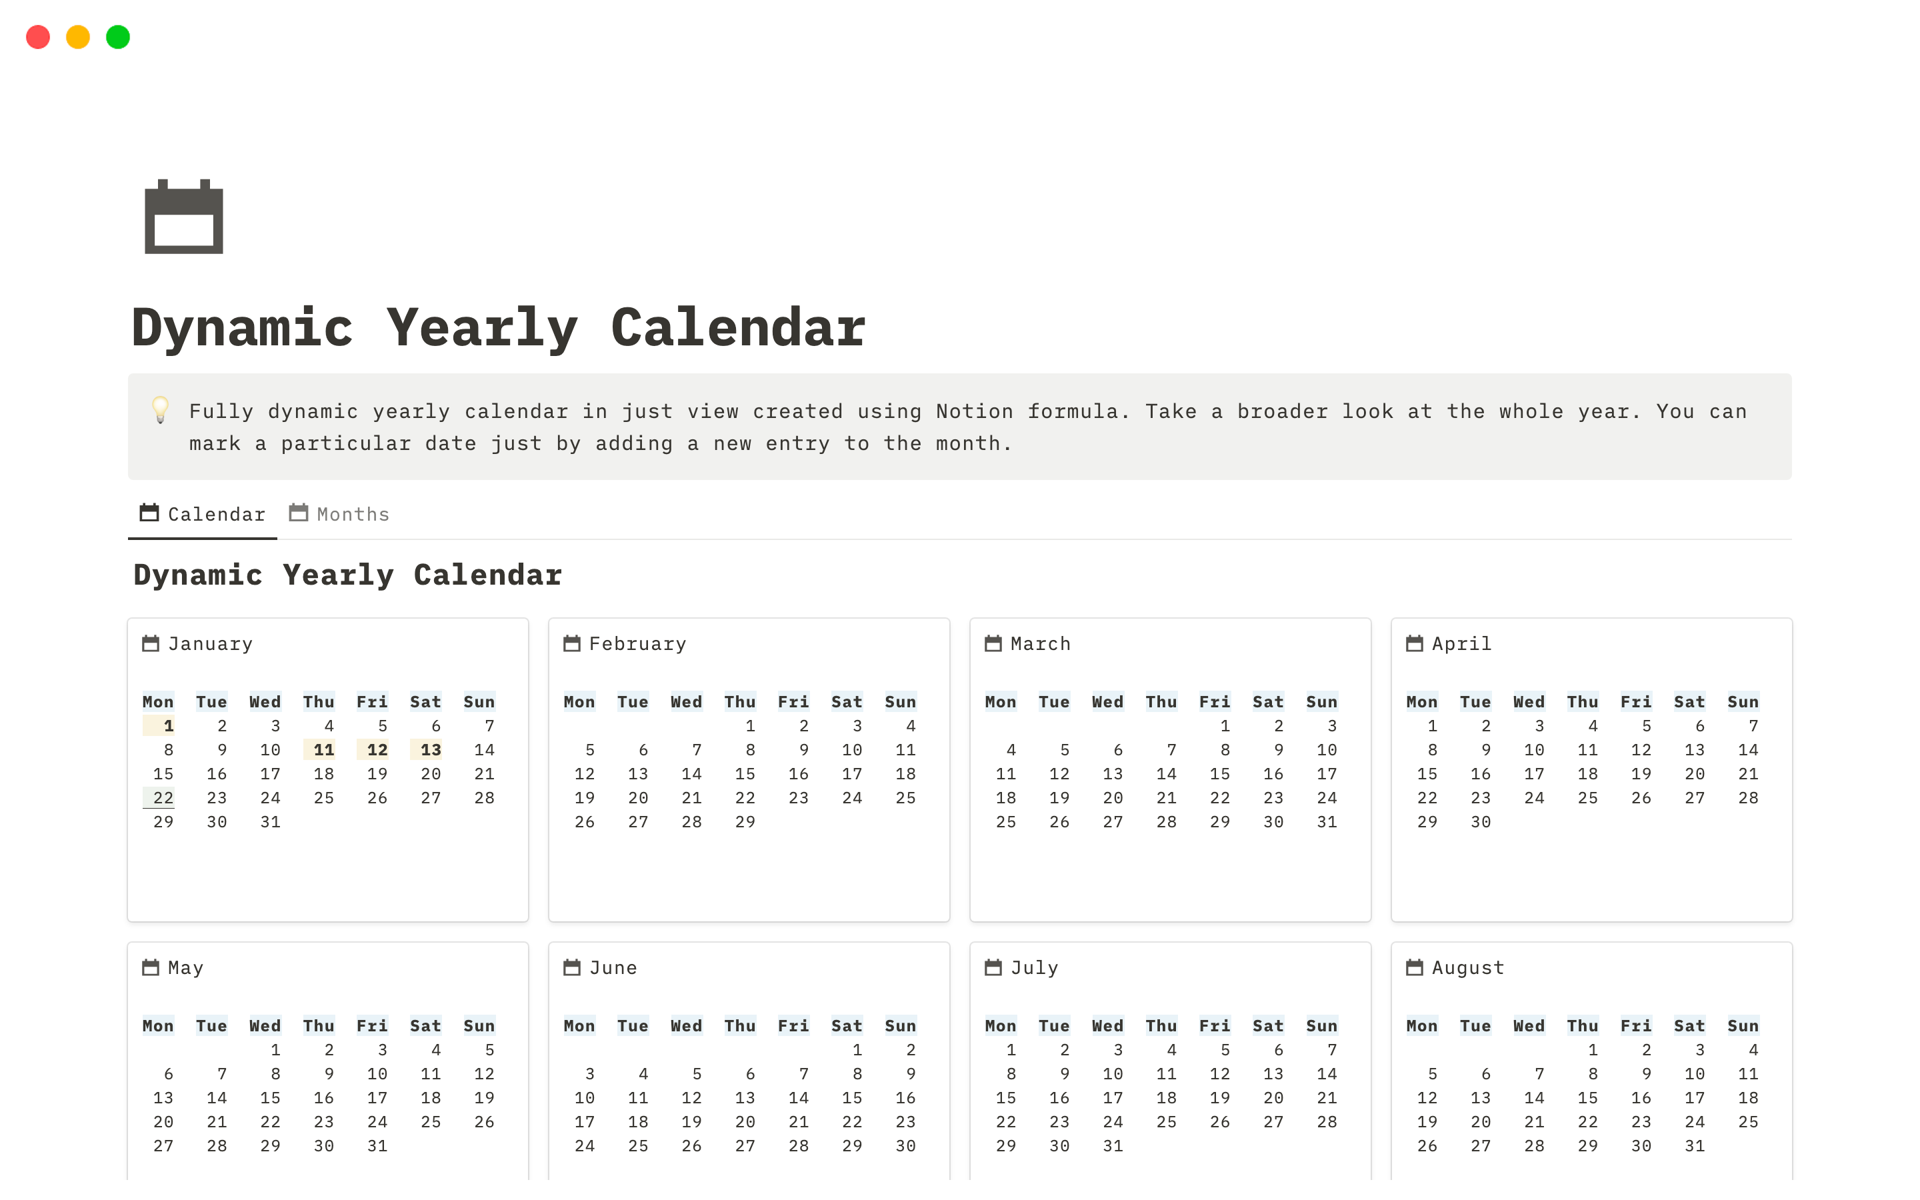 Dynamic Yearly Calendar
Fully dynamic yearly calendar in just view created using Notion formula. Take a broader look at the whole year. You can
mark a particular date just by adding a new entry to the month.
Calendar Months
Dynamic Yearly Calendar
January
Mon Tue Wed Thu Fri Sat Sun
1 2 3 4 5 6 7
8 9 10 11 12 13 14
15 16 17 18 19 20 21
22 23 24 25 26 27 28
29 30 31
February
Mon Tue Wed Thu Fri Sat Sun
1 2 3 4
5 6 7 8 9 10 11
12 13 14 15 16 17 18
19 20 21 22 23 24 25
26 27 28 29
March
Mon Tue Wed Thu Fri Sat Sun
1 2 3
4 5 6 7 8 9 10
11 12 13 14 15 16 17
18 19 20 21 22 23 24
25 26 27 28 29 30 31
April
Mon Tue Wed Thu Fri Sat Sun
1 2 3 4 5 6 7
8 9 10 11 12 13 14
15 16 17 18 19 20 21
22 23 24 25 26 27 28
29 30
May
Mon Tue Wed Thu Fri Sat Sun
1 2 3 4 5
6 7 8 9 10 11 12
13 14 15 16 17 18 19
20 21 22 23 24 25 26
27 28 29 30 31
June
Mon Tue Wed Thu Fri Sat Sun
1 2
3 4 5 6 7 8 9
10 11 12 13 14 15 16
17 18 19 20 21 22 23
24 25 26 27 28 29 30
July
Mon Tue Wed Thu Fri Sat Sun
1 2 3 4 5 6 7
8 9 10 11 12 13 14
15 16 17 18 19 20 21
22 23 24 25 26 27 28
29 30 31
August
Mon Tue Wed Thu Fri Sat Sun
1 2 3 4
5 6 7 8 9 10 11
12 13 14 15 16 17 18
19 20 21 22 23 24 25
26 27 28 29 30 31